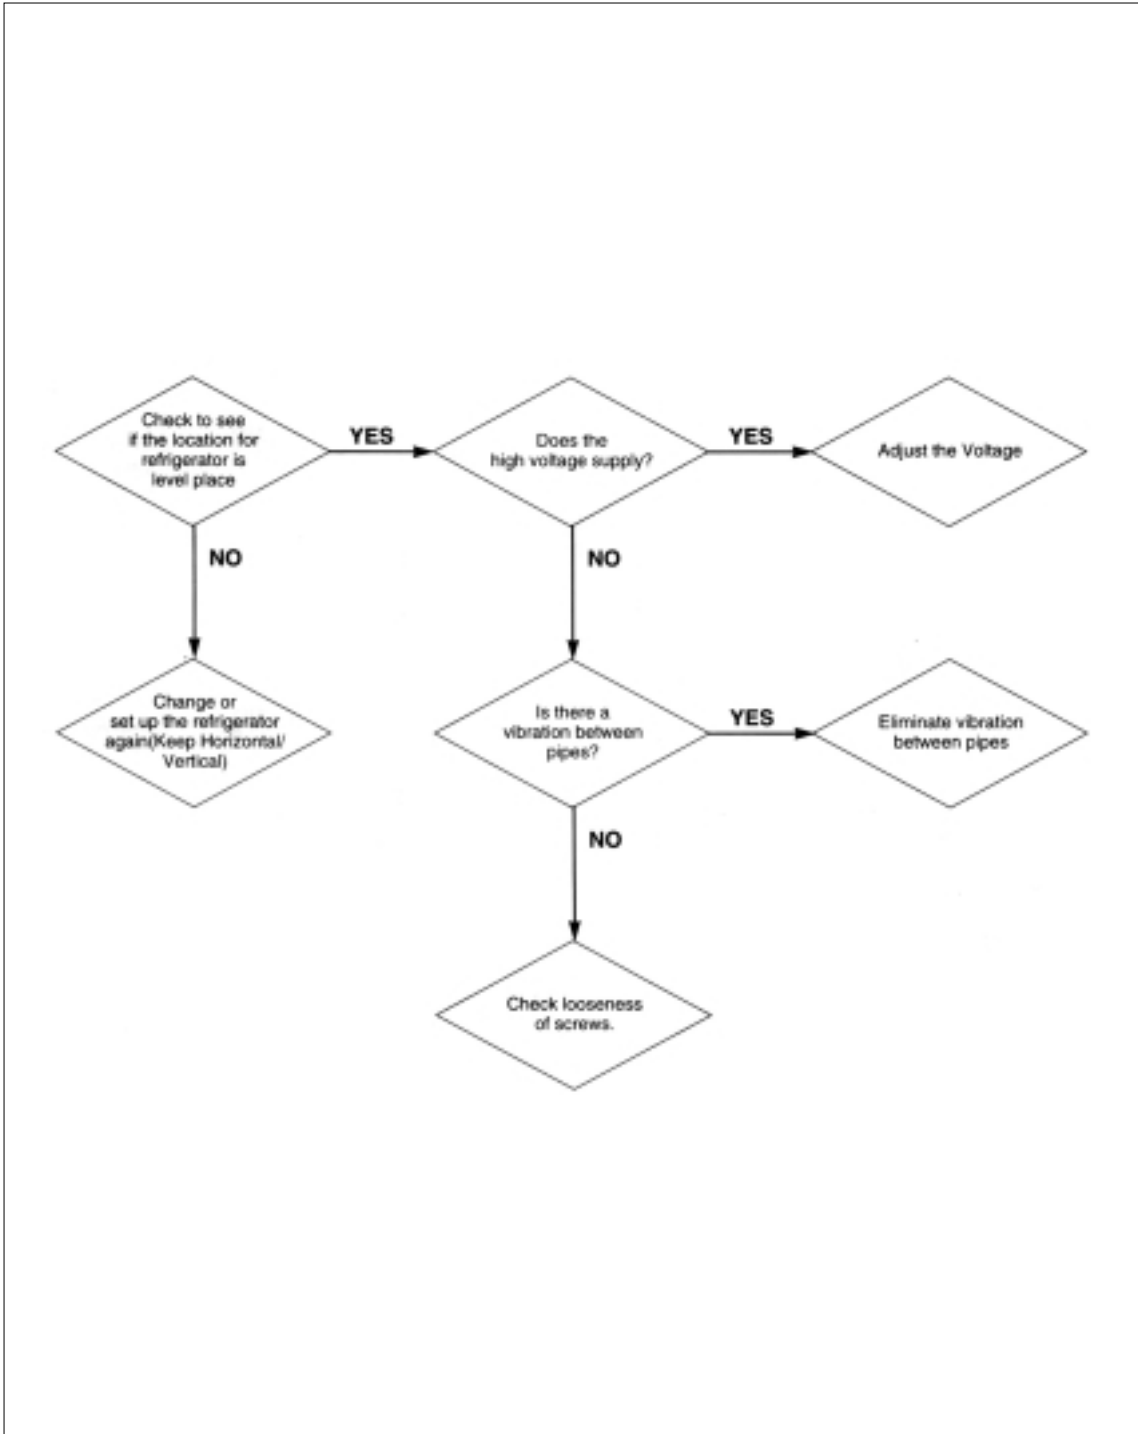 Check to see
if the location for
refrigerator is
level place
YES
Does the
high voltage supply?
YES
Adjust the Voltage
NO
NO
Change or
set up the refrigerator
again(Keep Horizontal/
Vertical)
Is there a
vibration between
pipes?
YES
Eliminate vibration
between pipes
NO
Check looseness
of screws.